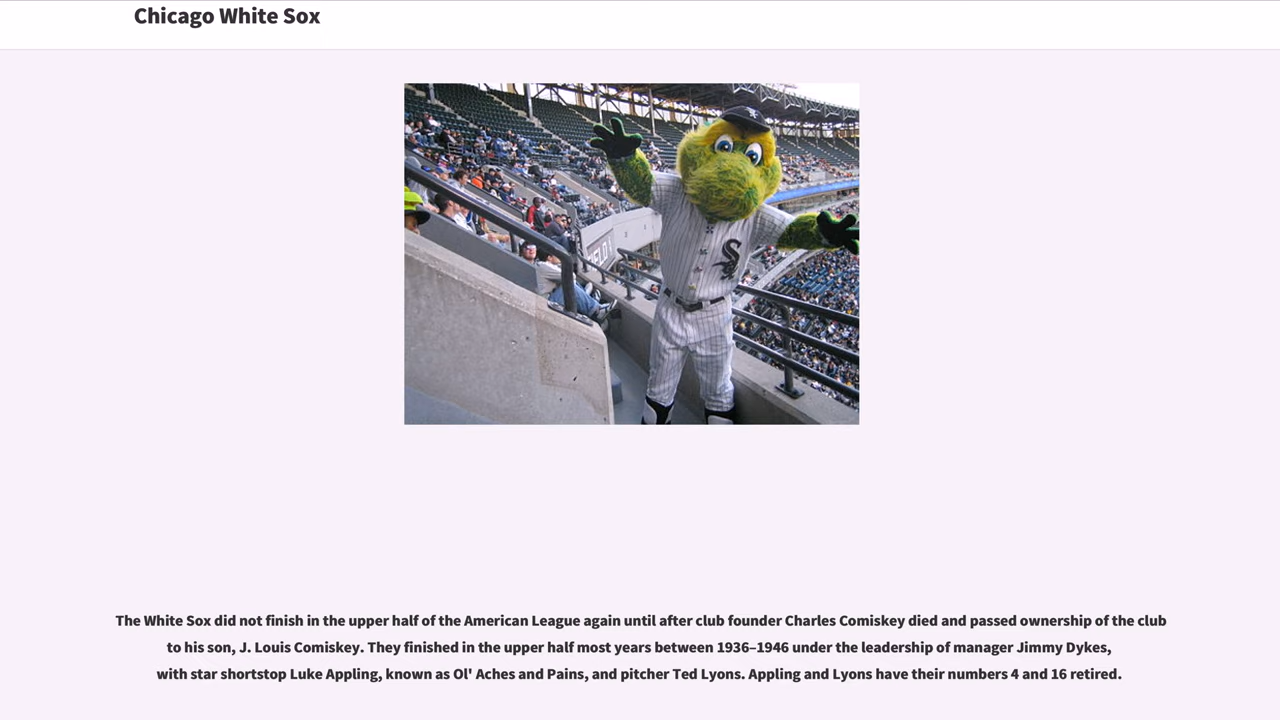 Chicago White Sox
The White Sox did not finish in the upper half of the American League again until after club founder Charles Comiskey died and passed ownership of the club
to his son, J. Louis Comiskey. They finished in the upper half most years between 1936–1946 under the leadership of manager Jimmy Dykes,
with star shortstop Luke Appling, known as Ol' Aches and Pains, and pitcher Ted Lyons. Appling and Lyons have their numbers 4 and 16 retired.